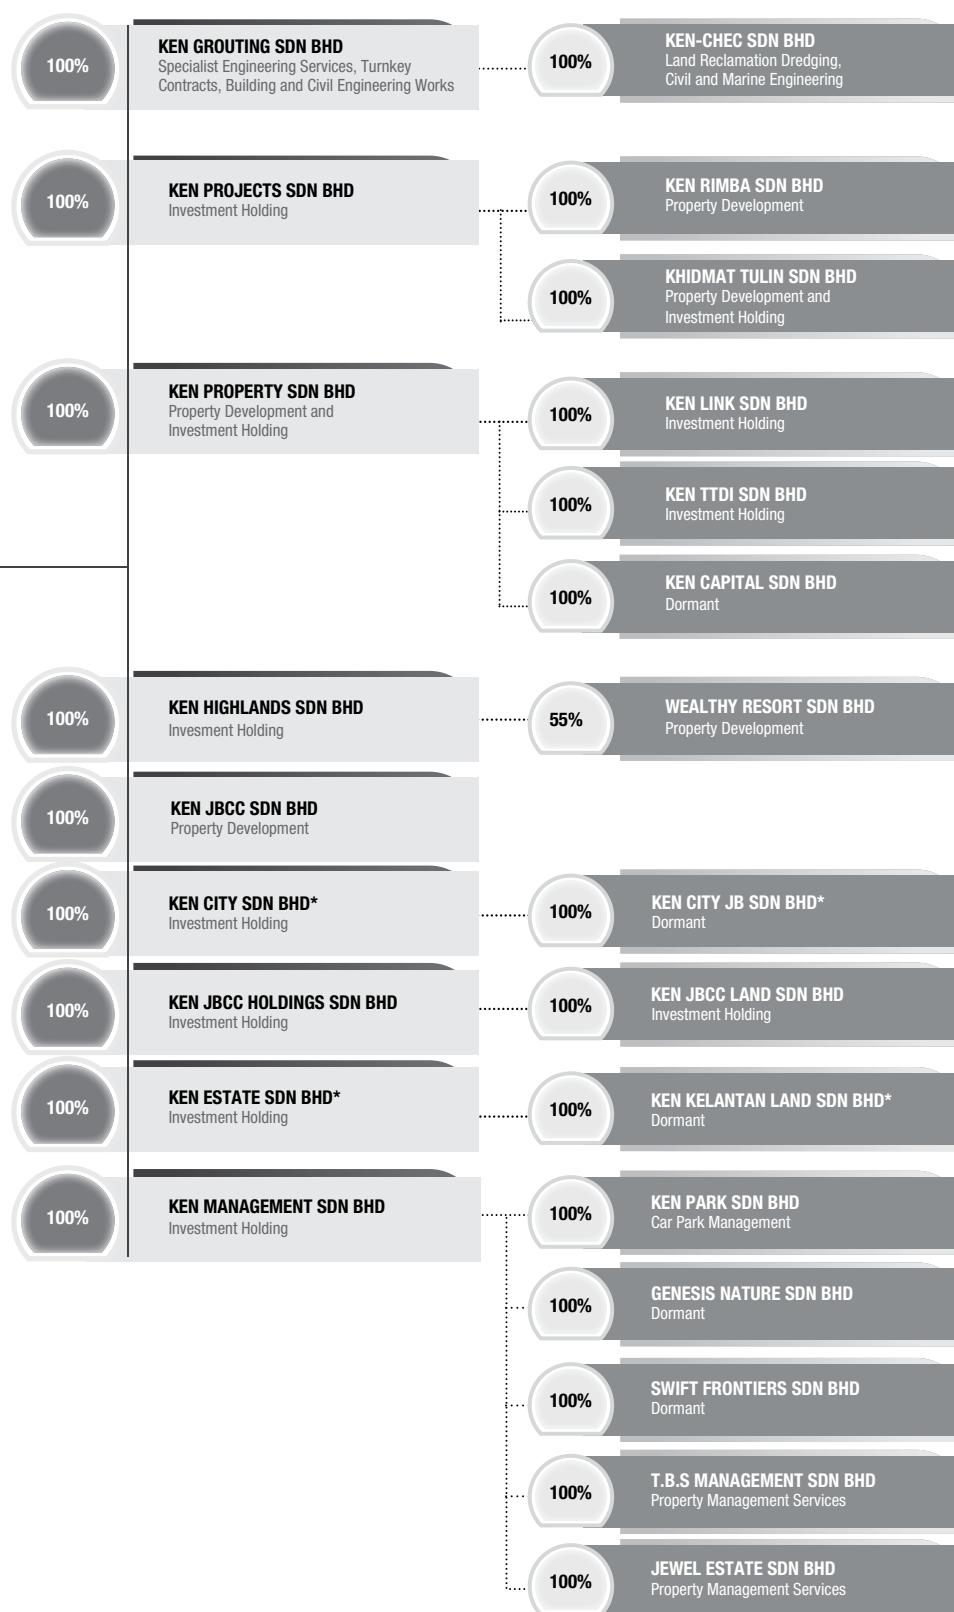 100%
KEN GROUTING SDN BHD
Specialist Engineering Services, Turnkey
Contracts, Building and Civil Engineering Works
100%
KEN-CHEC SDN BHD
Land Reclamation Dredging,
Civil and Marine Engineering
100%
KEN PROJECTS SDN BHD
Investment Holding
100%
KEN RIMBA SDN BHD
Property Development
100%
KHIDMAT TULIN SDN BHD
Property Development and
Investment Holding
100%
KEN PROPERTY SDN BHD
Property Development and
Investment Holding
100%
KEN LINK SDN BHD
Investment Holding
100%
KEN TTDI SDN BHD
Investment Holding
100%
KEN CAPITAL SDN BHD
Dormant
100%
KEN HIGHLANDS SDN BHD
Invesment Holding
55%
WEALTHY RESORT SDN BHD
Property Development
100%
KEN JBCC SDN BHD
Property Development
100%
KEN CITY SDN BHD*
Investment Holding
100%
KEN CITY JB SDN BHD*
Dormant
100%
KEN JBCC HOLDINGS SDN BHD
Investment Holding
100%
KEN JBCC LAND SDN BHD
Investment Holding
100%
KEN ESTATE SDN BHD*
Investment Holding
100%
KEN KELANTAN LAND SDN BHD*
Dormant
100%
KEN MANAGEMENT SDN BHD
Investment Holding
100%
KEN PARK SDN BHD
Car Park Management
100%
GENESIS NATURE SDN BHD
Dormant
100%
SWIFT FRONTIERS SDN BHD
Dormant
100%
T.B.S MANAGEMENT SDN BHD
Property Management Services
100%
JEWEL ESTATE SDN BHD
Property Management Services